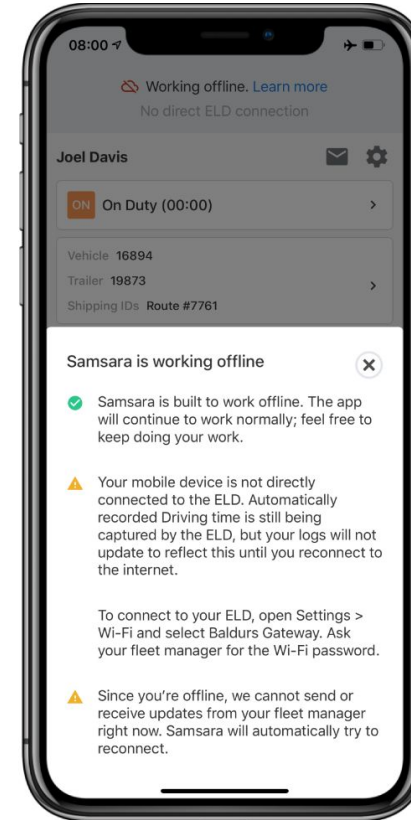 08:00
Working offline. Learn more
No direct ELD connection
Joel Davis
ON On Duty (00:00)
Vehicle 16894
Trailer 19873
Shipping IDs Route #7761
Samsara is working offline
Samsara is built to work offline. The app
will continue to work normally; feel free to
keep doing your work.
Your mobile device is not directly
connected to the ELD. Automatically
recorded Driving time is still being
captured by the ELD, but your logs will not
update to reflect this until you reconnect to
the internet.
To connect to your ELD, open Settings >
Wi-Fi and select Baldurs Gateway. Ask
your fleet manager for the Wi-Fi password.
Since you’re offline, we cannot send or
receive updates from your fleet manager
right now. Samsara will automatically try to
reconnect.